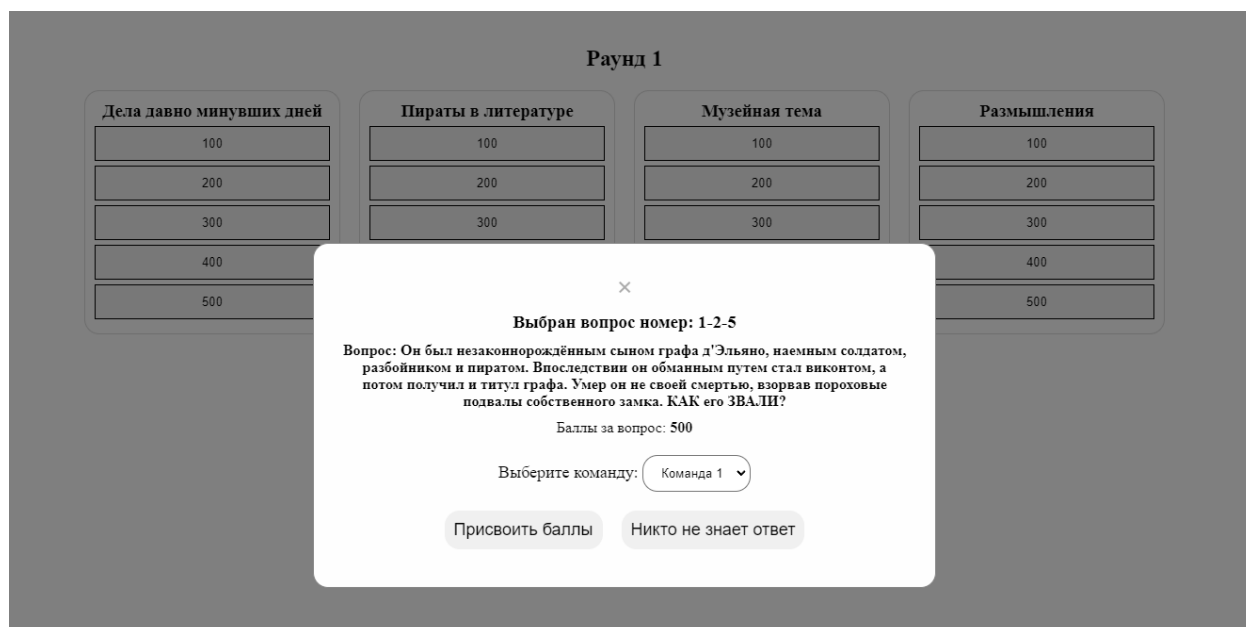 Раунд 1
Дела давно минувших дней
100
200
300
400
500
Пираты в литературе
100
200
300
Музейная тема
100
200
300
Размышления
100
200
300
400
500
×
Выбран вопрос номер: 1-2-5
Вопрос: Он был незаконнорождённым сыном графа д'Эльяно, наемным солдатом,
разбойником и пиратом. Впоследствии он обманным путем стал виконтом, а
потом получил и титул графа. Умер он не своей смертью, взорвав пороховые
подвалы собственного замка. КАК его ЗВАЛИ?
Баллы за вопрос: 500
Выберите команду: Команда 1
Присвоить баллы Никто не знает ответ